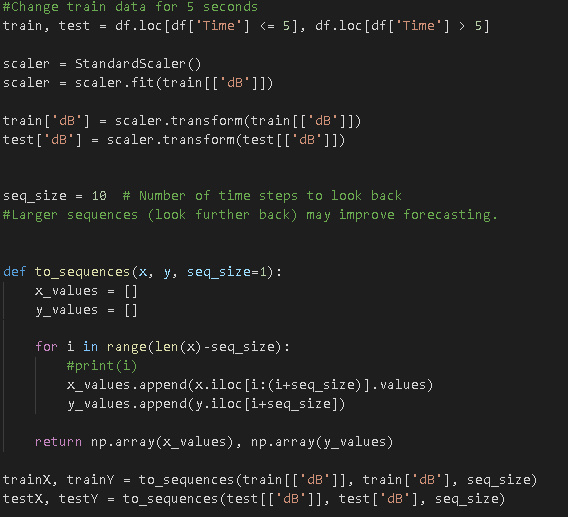 #Change train data for 5 seconds
train, test = df.loc[df['Time'] <= 5], df.loc[df['Time'] > 5]
scaler = StandardScaler()
scaler = scaler.fit(train[['dB']])
train['dB'] = scaler.transform(train[['dB']])
test['dB'] = scaler.transform(test[['dB']])
seq_size = 10  # Number of time steps to look back
#Larger sequences (look further back) may improve forecasting.
def to_sequences(x, y, seq_size=1):
    x_values = []
    y_values = []
    for i in range(len(x)-seq_size):
        #print(i)
        x_values.append(x.iloc[i:(i+seq_size)].values)
        y_values.append(y.iloc[i+seq_size])
    return np.array(x_values), np.array(y_values)
trainX, trainY = to_sequences(train[['dB']], train['dB'], seq_size)
testX, testY = to_sequences(test[['dB']], test['dB'], seq_size)